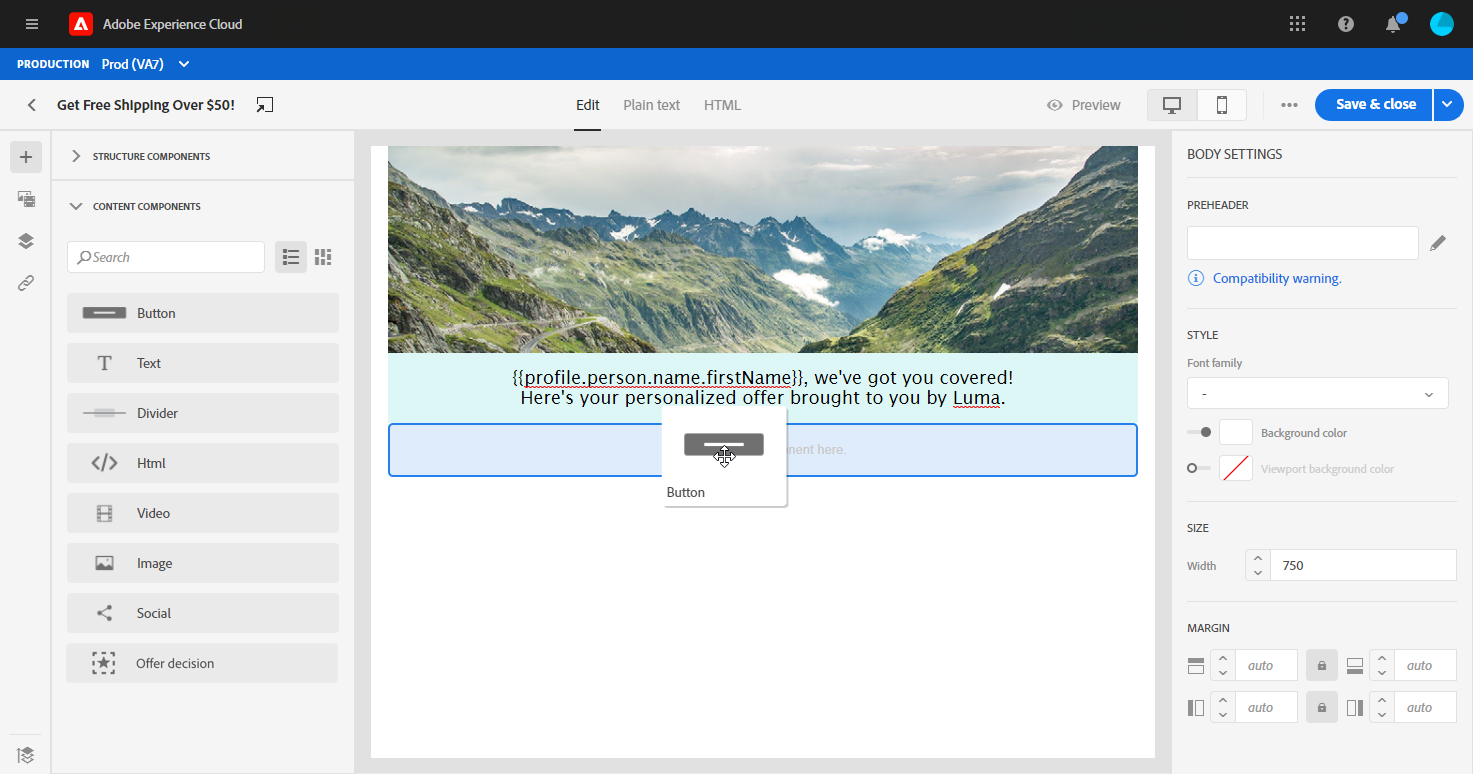 Adobe Experience Cloud
PRODUCTION Prod (VA7)
Get Free Shipping Over $50!
Edit Plain text HTML
Preview
Save & close
STRUCTURE COMPONENTS
CONTENT COMPONENTS
Search
Button
Text
Divider
Html
Video
Image
Social
Offer decision
{{profile.person.name.firstName}}, we've got you covered!
Here's your personalized offer brought to you by Luma.
here.
Button
BODY SETTINGS
PREHEADER
Compatibility warning.
STYLE
Font family
-
Background color
Viewport background color
SIZE
Width 750
MARGIN
auto auto
auto auto